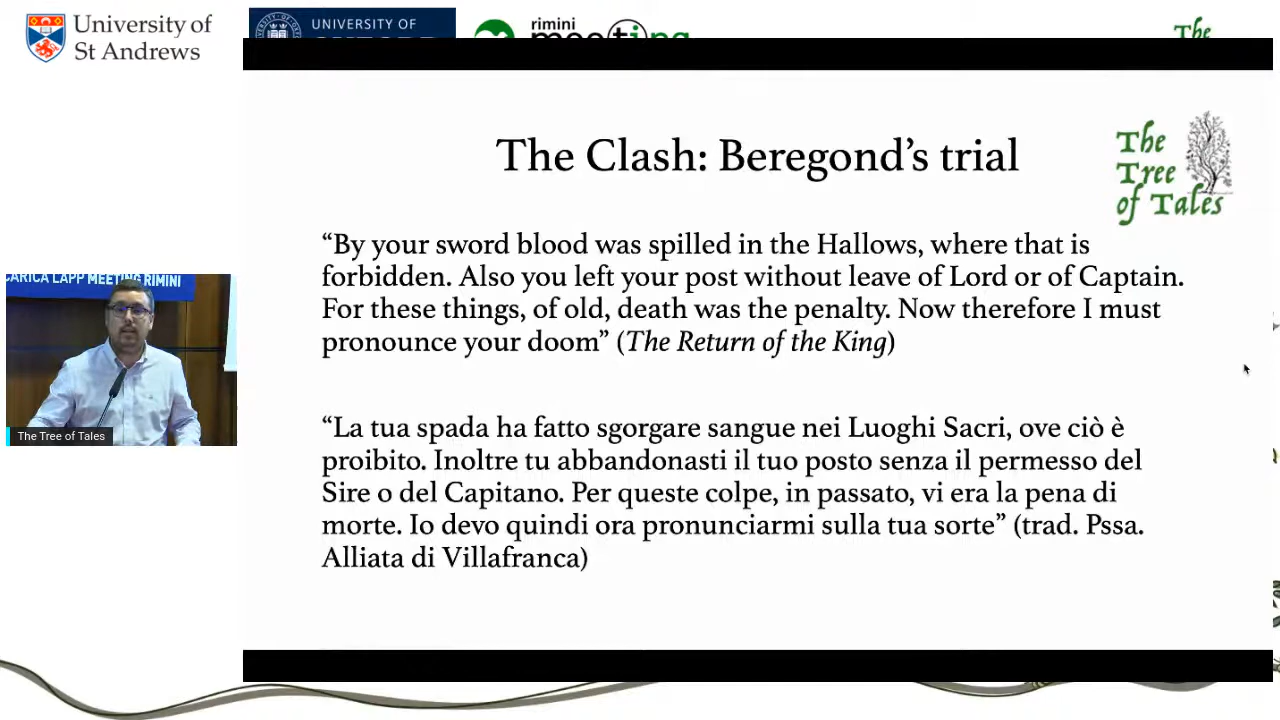 University of
St Andrews
UNIVERSITY OF
rimini
meeting
The
The Clash: Beregond’s trial
The
Tree
of Tales
“By your sword blood was spilled in the Hallows, where that is
forbidden. Also you left your post without leave of Lord or of Captain.
For these things, of old, death was the penalty. Now therefore I must
pronounce your doom” (The Return of the King)
“La tua spada ha fatto sgorgare sangue nei Luoghi Sacri, ove ciò è
proibito. Inoltre tu abbandonasti il tuo posto senza il permesso del
Sire o del Capitano. Per queste colpe, in passato, vi era la pena di
morte. Io devo quindi ora pronunciarmi sulla tua sorte” (trad. Pssa.
Alliata di Villafranca)
CARICA LAPP MEETING RIMINI
The Tree of Tales